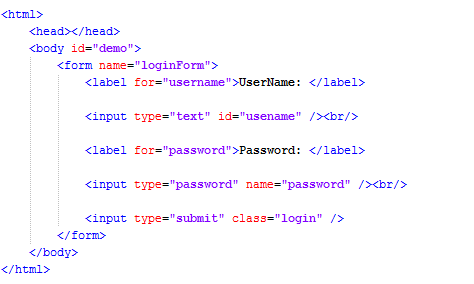 <html>
<head></head>
<body id="demo">
<form name="loginForm">
<label for="username">UserName: </label>
<input type="text" id="usename" /><br/>
<label for="password">Password: </label>
<input type="password" name="password" /><br/>
<input type="submit" class="login" />
</form>
</body>
</html>